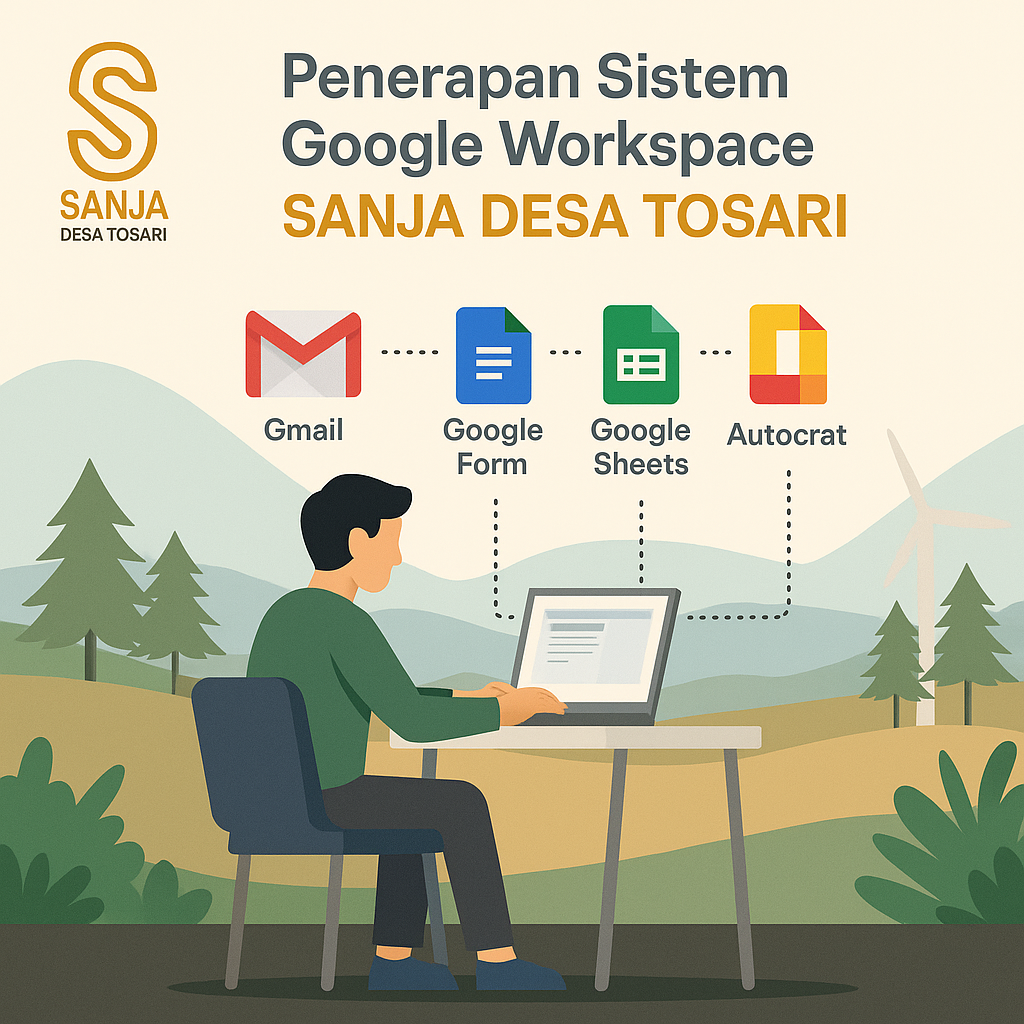 SANJA
DESA TOSARI
Penerapan Sistem
Google Workspace
SANJA DESA TOSARI
Gmail
Google
Form
Google
Sheets
Autocrat